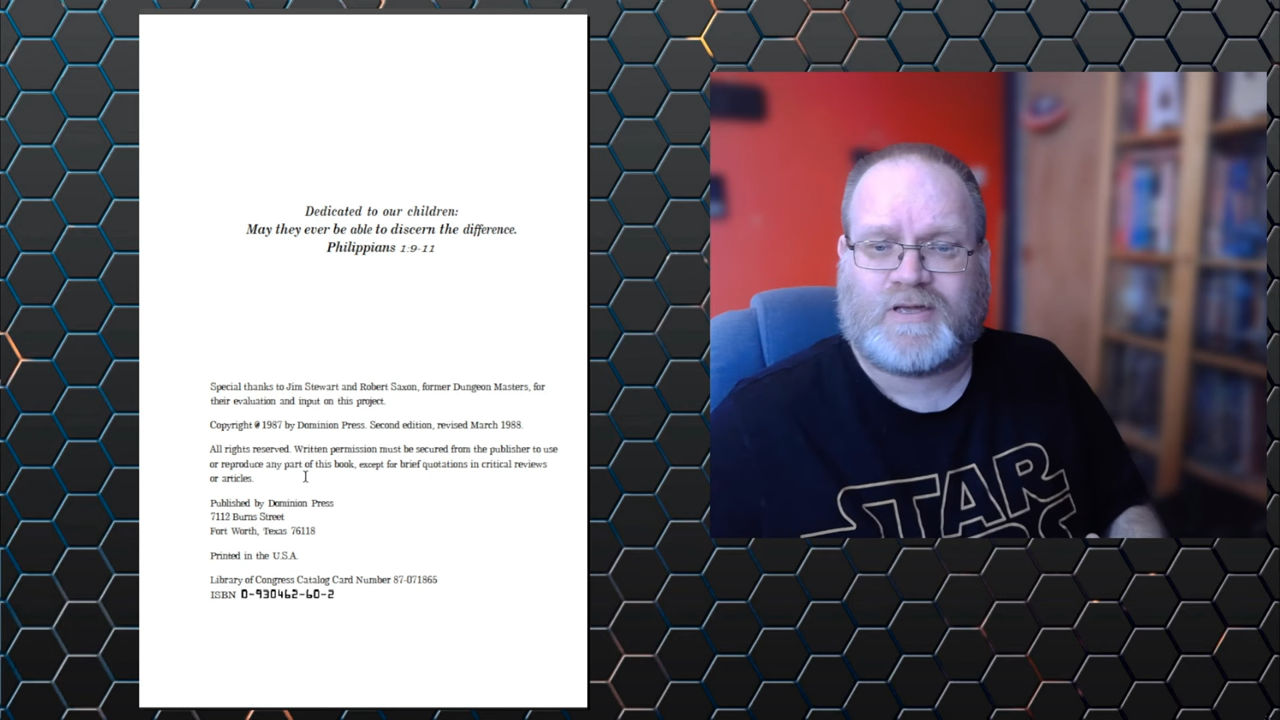 Dedicated to our children:
May they ever be able to discern the difference.
Philippians 1:9-11
Special thanks to Jim Stewart and Robert Saxon, former Dungeon Masters, for
their evaluation and input on this project.
Copyright © 1987 by Dominion Press. Second edition, revised March 1988.
All rights reserved. Written permission must be secured from the publisher to use
or reproduce any part of this book, except for brief quotations in critical reviews
or articles.
Published by Dominion Press
7112 Burns Street
Fort Worth, Texas 76118
Printed in the U.S.A.
Library of Congress Catalog Card Number 87-071865
ISBN 0-930462-60-2
STAR